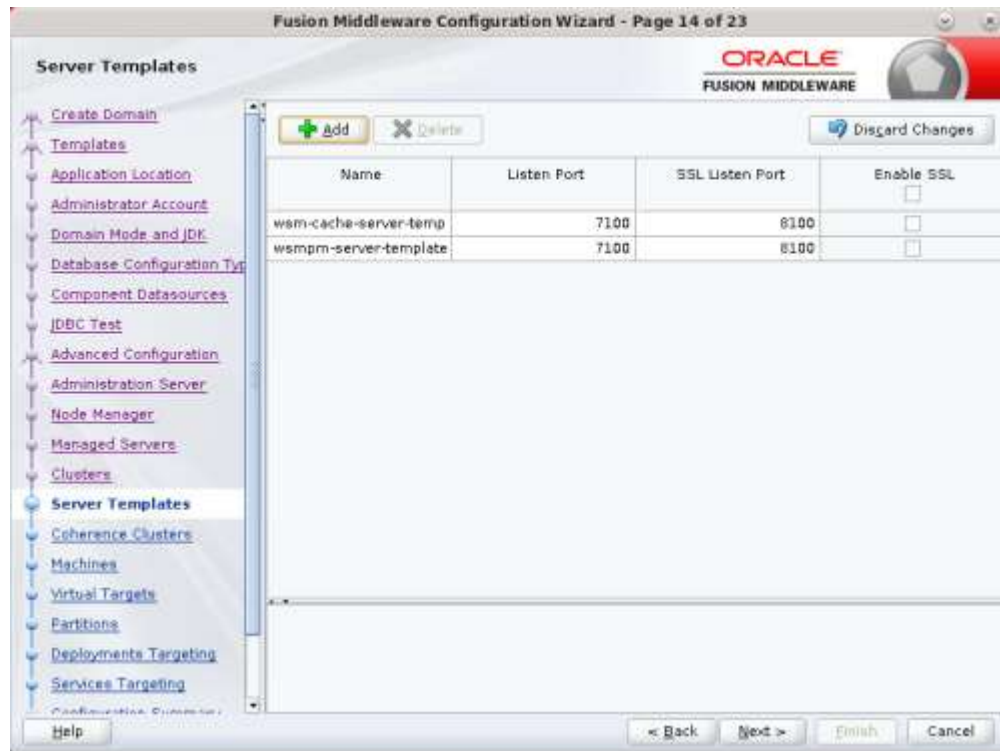 Fusion Middleware Configuration Wizard - Page 14 of 23
Server Templates
ORACLE
FUSION MIDDLEWARE
Create Domain
Templates
Application Location
Administrator Account
Domain Mode and JDK
Database Configuration Typ
Component Datasources
JDBC Test
Advanced Configuration
Administration Server
Node Manager
Managed Servers
Clusters
Server Templates
Coherence Clusters
Machines
Virtual Targets
Partitions
Deployments Targeting
Services Targeting
Configuration Summary
Add Delete Discard Changes
Name Listen Port SSL Listen Port Enable SSL
wsm-cache-server-temp 7100 8100
wsmpm-server-template 7100 8100
Help < Back Next > Finish Cancel